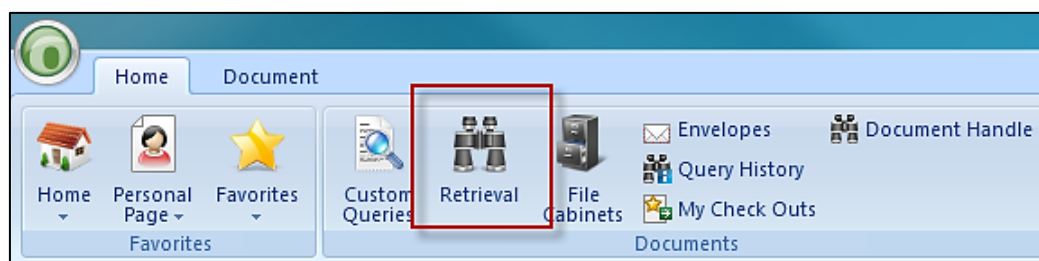 Home Document
Home Personal Page Favorites
Favorites
Custom Queries Retrieval File Cabinets
Envelopes
Query History
My Check Outs
Document Handle
Documents